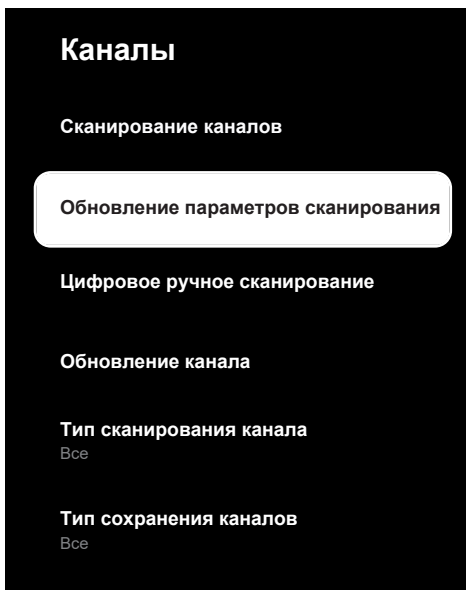 Каналы
Сканирование каналов
Обновление параметров сканирования
Цифровое ручное сканирование
Обновление канала
Тип сканирования канала
Все
Тип сохранения каналов
Все